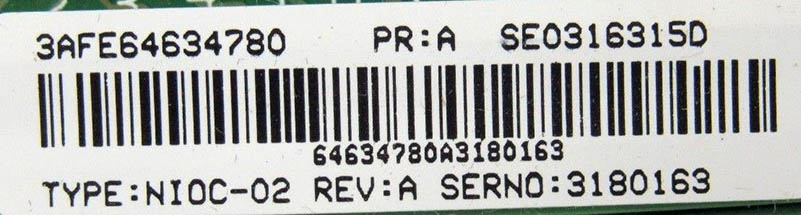 3AFE64634780 PR:A SE0316315D
64634780A3180163
TYPE:NIOC-02 REV:A SERNO:3180163